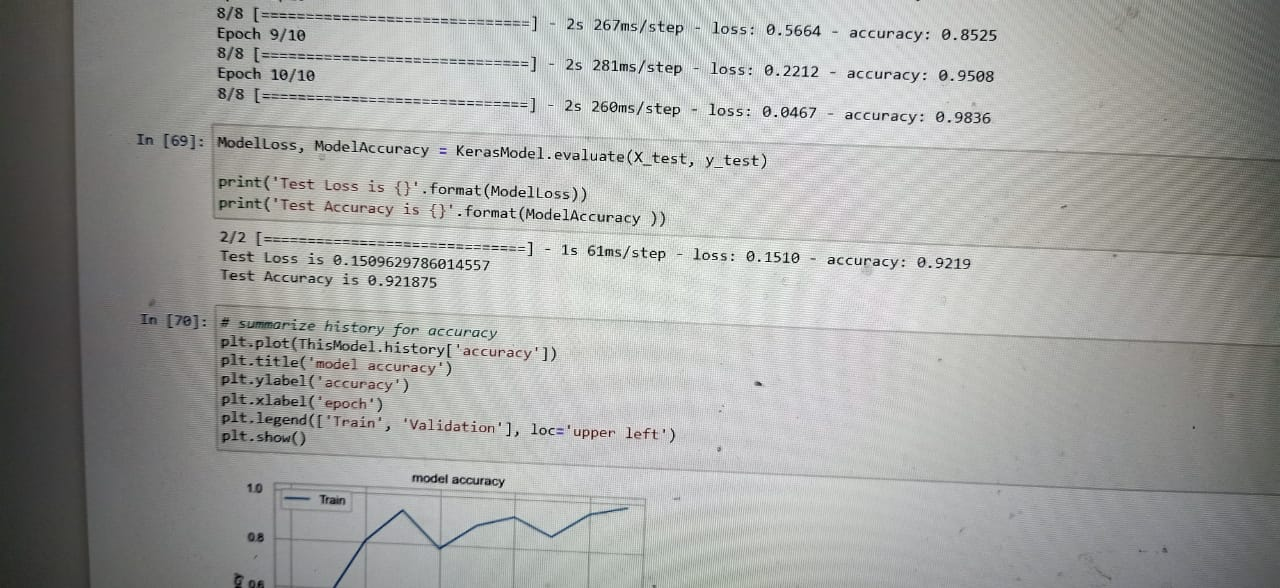 8/8 [==============================] - 2s 267ms/step - loss: 0.5664 - accuracy: 0.8525
Epoch 9/10
8/8 [==============================] - 2s 281ms/step - loss: 0.2212 - accuracy: 0.9508
Epoch 10/10
8/8 [==============================] - 2s 260ms/step - loss: 0.0467 - accuracy: 0.9836
In [69]: ModelLoss, ModelAccuracy = KerasModel.evaluate(X_test, y_test)
print('Test Loss is {}'.format(ModelLoss))
print('Test Accuracy is {}'.format(ModelAccuracy ))
2/2 [==============================] - 1s 61ms/step - loss: 0.1510 - accuracy: 0.9219
Test Loss is 0.1509629786014557
Test Accuracy is 0.921875
In [70]: # summarize history for accuracy
plt.plot(ThisModel.history['accuracy'])
plt.title('model accuracy')
plt.ylabel('accuracy')
plt.xlabel('epoch')
plt.legend(['Train', 'Validation'], loc='upper left')
plt.show()
model accuracy
1.0
Train
0.8
0.6